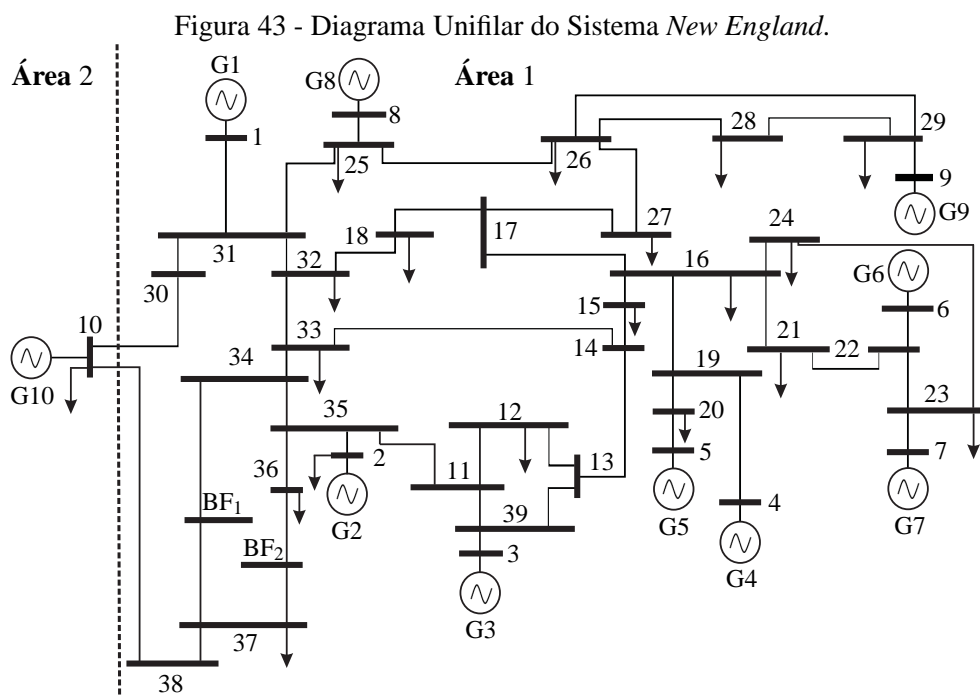 Figura 43 - Diagrama Unifilar do Sistema New England.
Área 2
Área 1
G1
1
G8
8
25
26
28
29
9
G9
31
30
32
18
17
27
24
16
G6
6
10
G10
33
34
15
14
21
22
19
23
35
2
G2
12
13
11
20
5
G5
4
G4
7
G7
36
BF₁
BF₂
39
3
G3
37
38